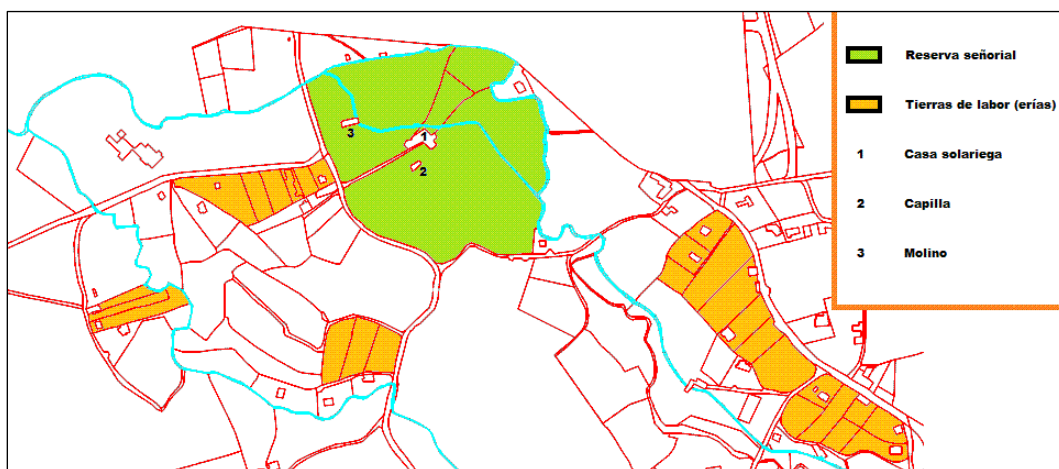 Reserva señorial
Tierras de labor (erías)
1 Casa solariega
2 Capilla
3 Molino
3
1
2